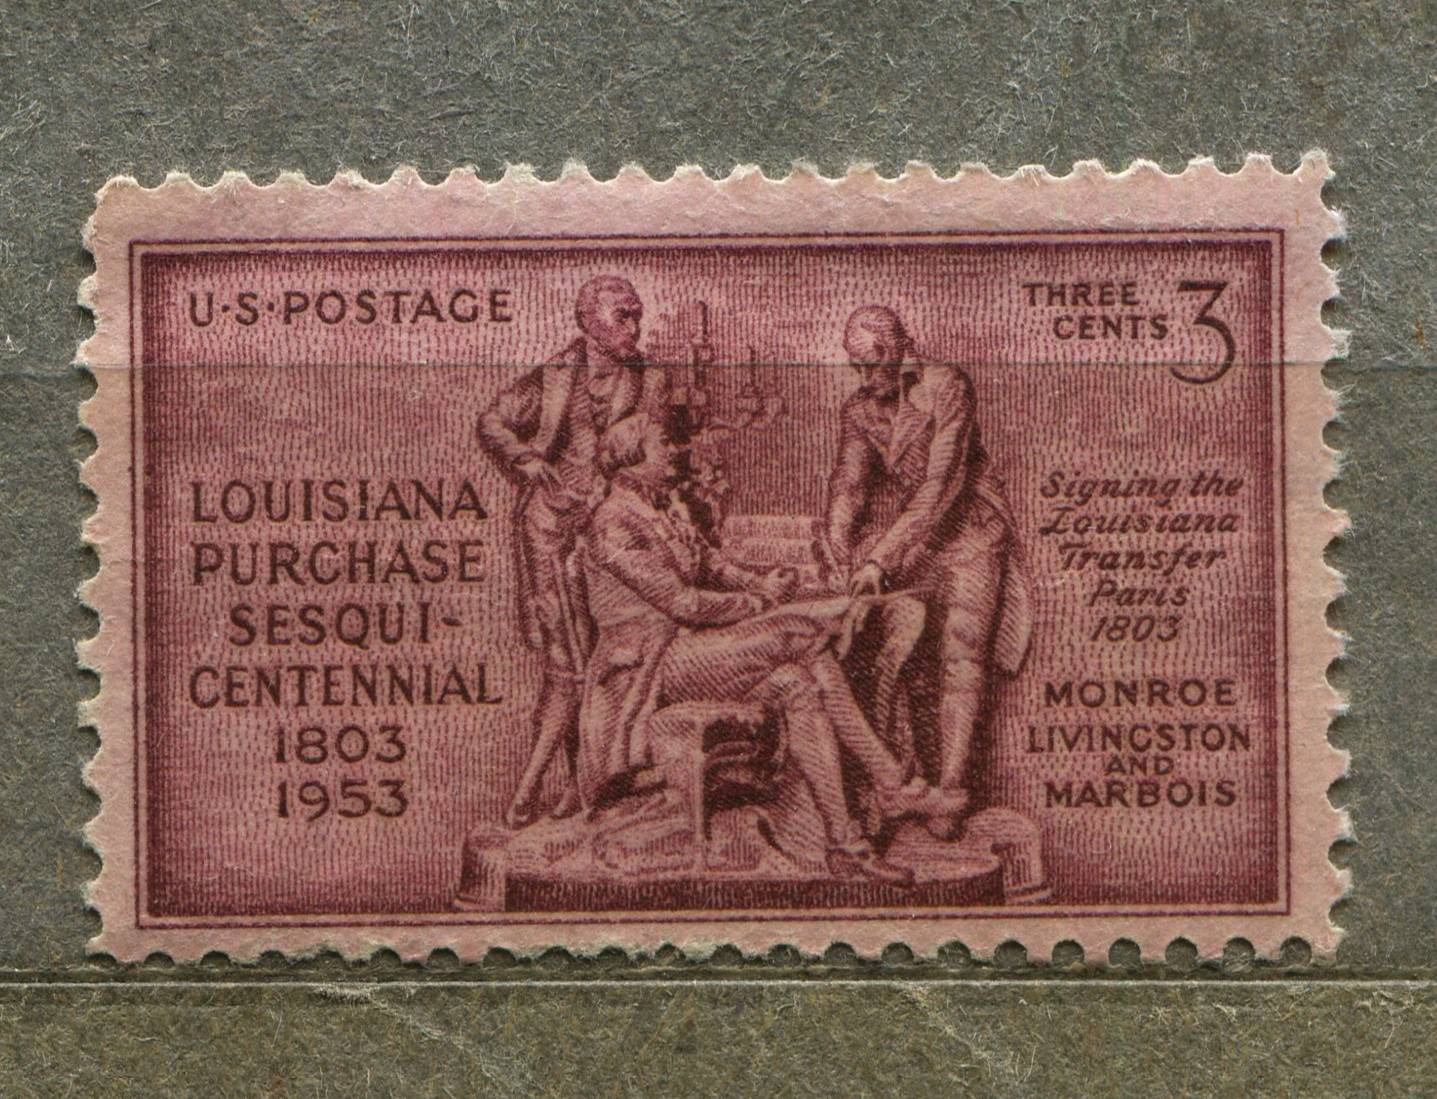 U·S·POSTAGE
THREE
CENTS 3
LOUISIANA
PURCHASE
SESQUI-
CENTENNIAL
1803
1953
Signing the
Louisiana
Transfer
Paris
1803
MONROE
LIVINGSTON
AND
MARBOIS